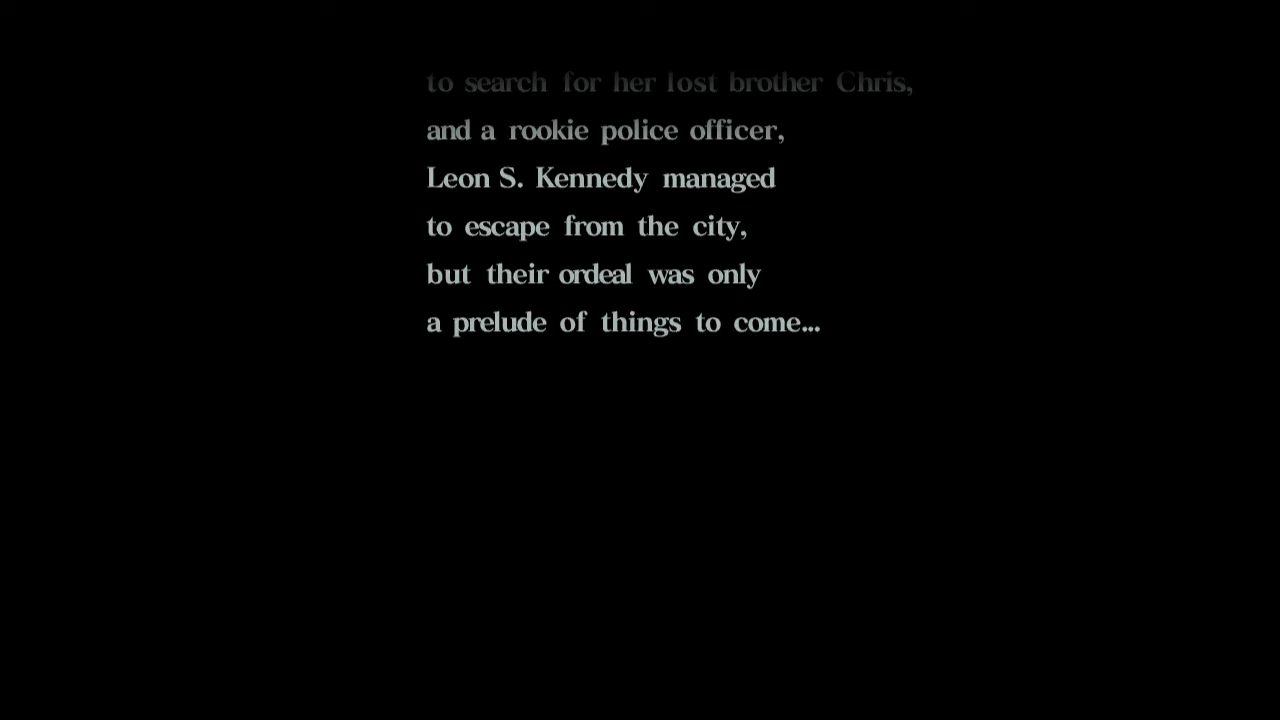 to search for her lost brother Chris,
and a rookie police officer,
Leon S. Kennedy managed
to escape from the city,
but their ordeal was only
a prelude of things to come...